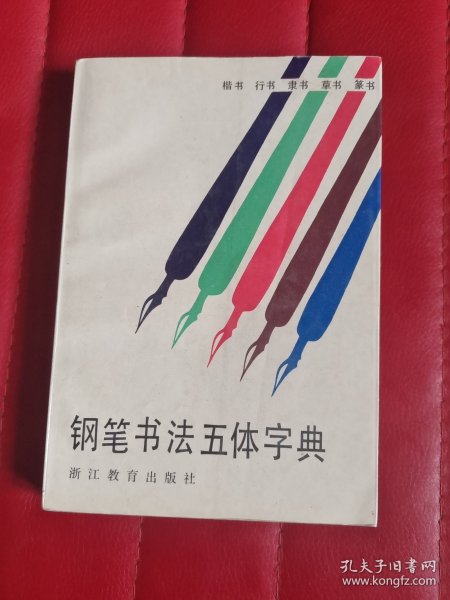 楷书 行书 隶书 草书 篆书
钢笔书法五体字典
浙江教育出版社
孔夫子旧书网
www.kongfz.com